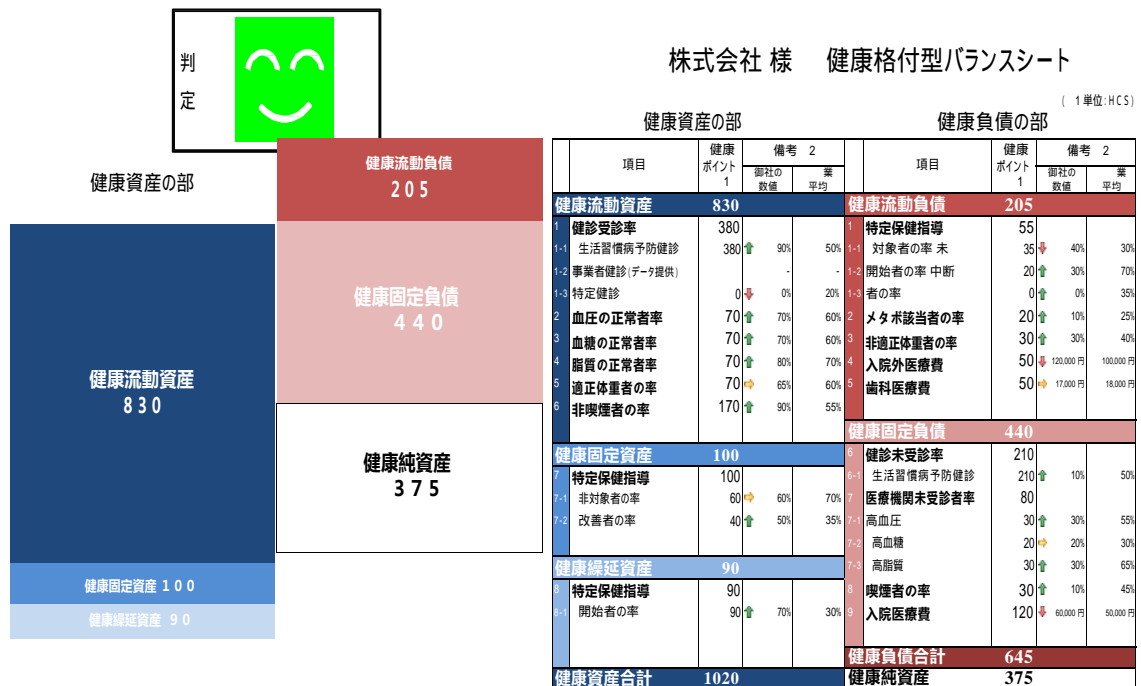 判
定
株式会社 様 健康格付型バランスシート
( 1単位:HCS)
健康資産の部
健康流動負債
205
健康固定負債
440
健康純資産
375
健康流動資産
830
健康固定資産 100
健康繰延資産 90
健康資産の部
項目 健康ポイント 1 備考 2
御社の数値 業平均
健康流動資産 830
1 健診受診率 380
1-1 生活習慣病予防健診 380 90% 50%
1-2 事業者健診(データ提供) - -
1-3 特定健診 0 0% 20%
2 血圧の正常者率 70 70% 60%
3 血糖の正常者率 70 70% 60%
4 脂質の正常者率 70 80% 70%
5 適正体重者の率 70 65% 60%
6 非喫煙者の率 170 90% 55%
健康固定資産 100
7 特定保健指導 100
7-1 非対象者の率 60 60% 70%
7-2 改善者の率 40 50% 35%
健康繰延資産 90
8 特定保健指導 90
8-1 開始者の率 90 70% 30%
健康資産合計 1020
健康負債の部
項目 健康ポイント 1 備考 2
御社の数値 業平均
健康流動負債 205
1 特定保健指導 55
1-1 対象者の率 未 35 40% 30%
1-2 開始者の率 中断 20 30% 70%
1-3 者の率 0 0% 35%
2 メタボ該当者の率 20 10% 25%
3 非適正体重者の率 30 30% 40%
4 入院外医療費 50 120,000 円 100,000 円
5 歯科医療費 50 17,000 円 18,000 円
健康固定負債 440
6 健診未受診率 210
6-1 生活習慣病予防健診 210 10% 50%
7 医療機関未受診者率 80
7-1 高血圧 30 30% 55%
7-2 高血糖 20 20% 30%
7-3 高脂質 30 30% 65%
8 喫煙者の率 30 10% 45%
9 入院医療費 120 60,000 円 50,000 円
健康負債合計 645
健康純資産 375